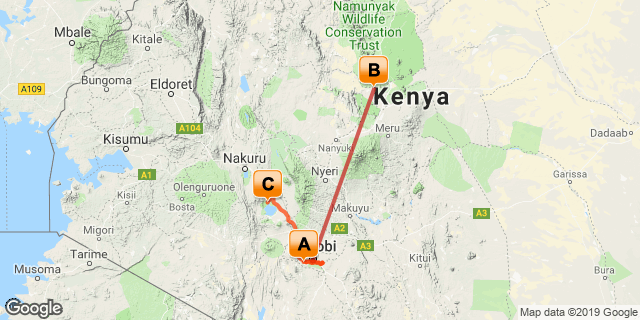 Namunyak
Wildlife
Conservation
Trust
Mbale
Kitale
Bungoma
Eldoret
A109
B
Kenya
Kisumu
A104
Nanyuki
Meru
Dadaab
Nakuru
A1
Kisii
Olenguruone
C
Nyeri
Garissa
Bosta
Makuyu
A3
Migori
A2
A
obi
A3
Kitui
Tarime
Musoma
Bura
Google
Map data ©2019 Google